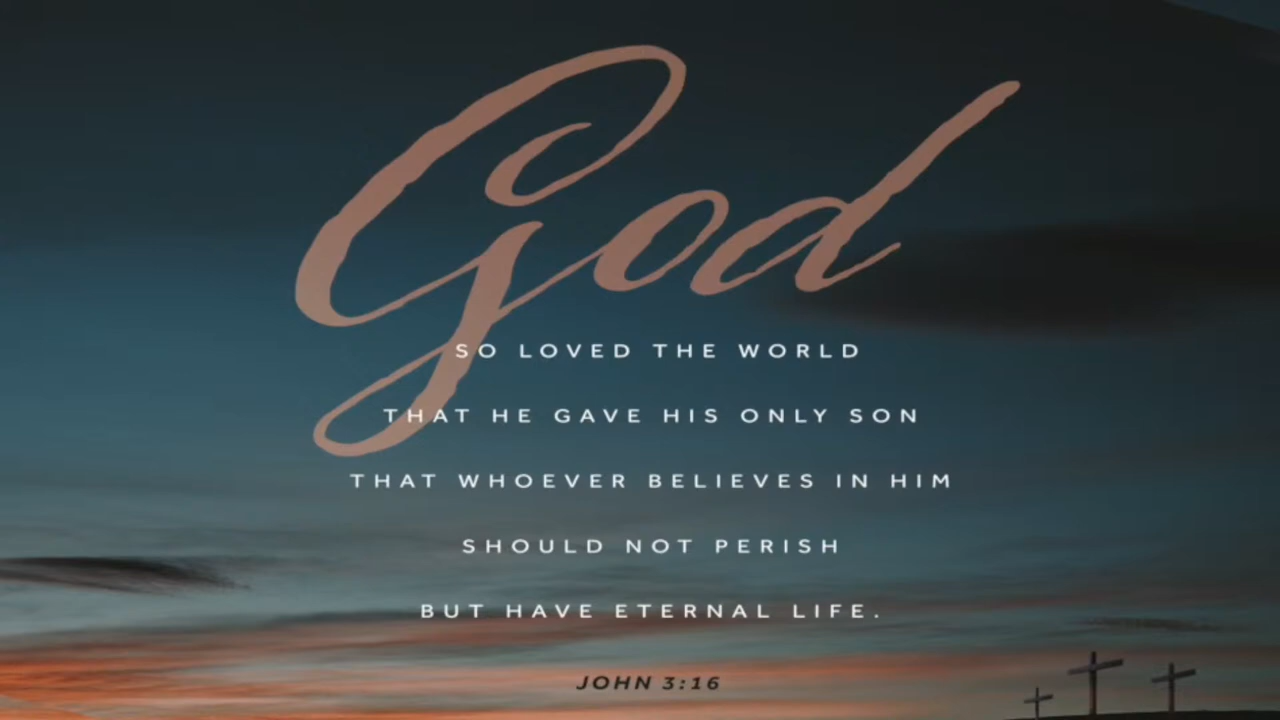 God
SO LOVED THE WORLD
THAT HE GAVE HIS ONLY SON
THAT WHOEVER BELIEVES IN HIM
SHOULD NOT PERISH
BUT HAVE ETERNAL LIFE.
JOHN 3:16